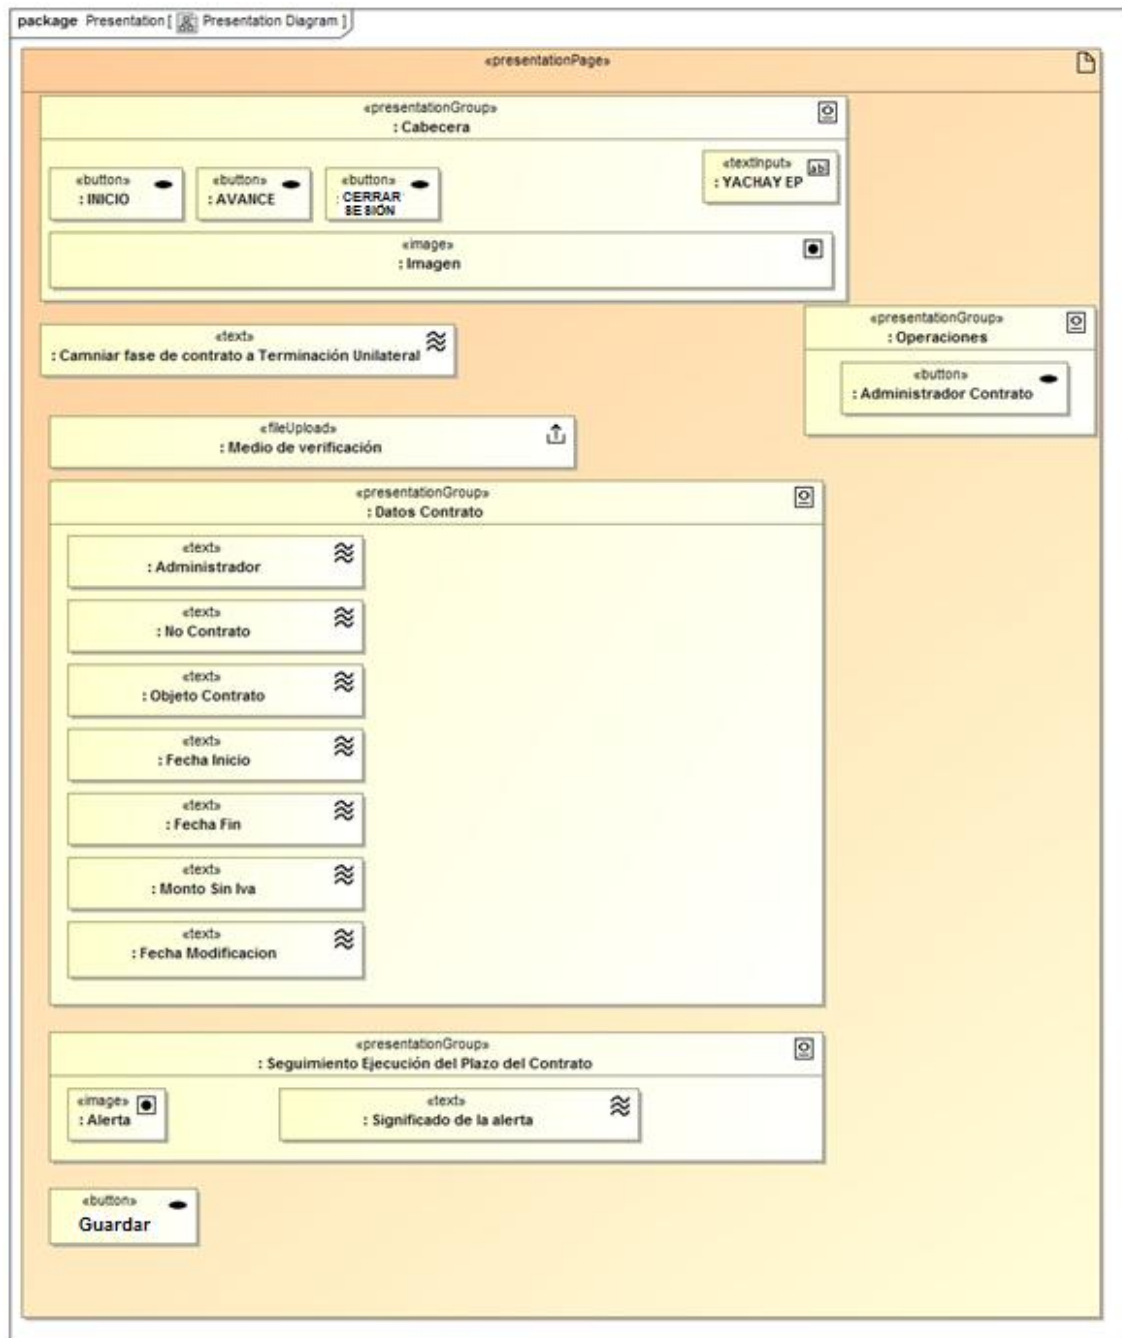 package Presentation [ Presentation Diagram ]
«presentationPage»
«presentationGroup»
: Cabecera
«button»
: INICIO
«button»
: AVANCE
«button»
: CERRAR
SESIÓN
«textInput»
: YACHAY EP
«image»
: Imagen
«text»
: Camniar fase de contrato a Terminación Unilateral
«presentationGroup»
: Operaciones
«button»
: Administrador Contrato
«fileUpload»
: Medio de verificación
«presentationGroup»
: Datos Contrato
«text»
: Administrador
«text»
: No Contrato
«text»
: Objeto Contrato
«text»
: Fecha Inicio
«text»
: Fecha Fin
«text»
: Monto Sin Iva
«text»
: Fecha Modificacion
«presentationGroup»
: Seguimiento Ejecución del Plazo del Contrato
«image»
: Alerta
«text»
: Significado de la alerta
«button»
Guardar